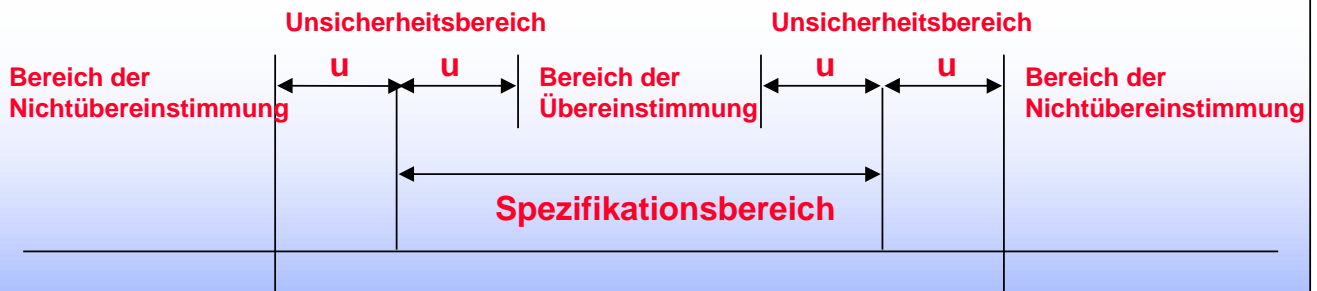 Unsicherheitsbereich Unsicherheitsbereich
u u u u
Bereich der Bereich der Bereich der
Nichtübereinstimmung Übereinstimmung Nichtübereinstimmung
Spezifikationsbereich